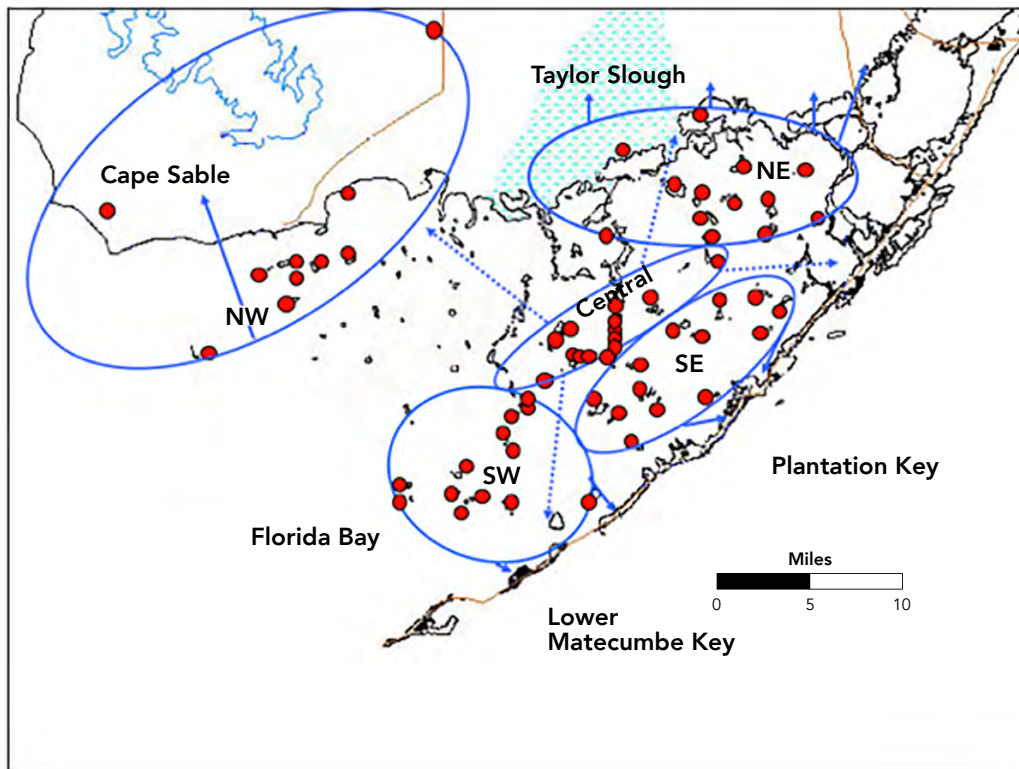 Taylor Slough
Cape Sable
NE
Central
NW
SE
SW
Plantation Key
Florida Bay
Miles
0 5 10
Lower
Matecumbe Key